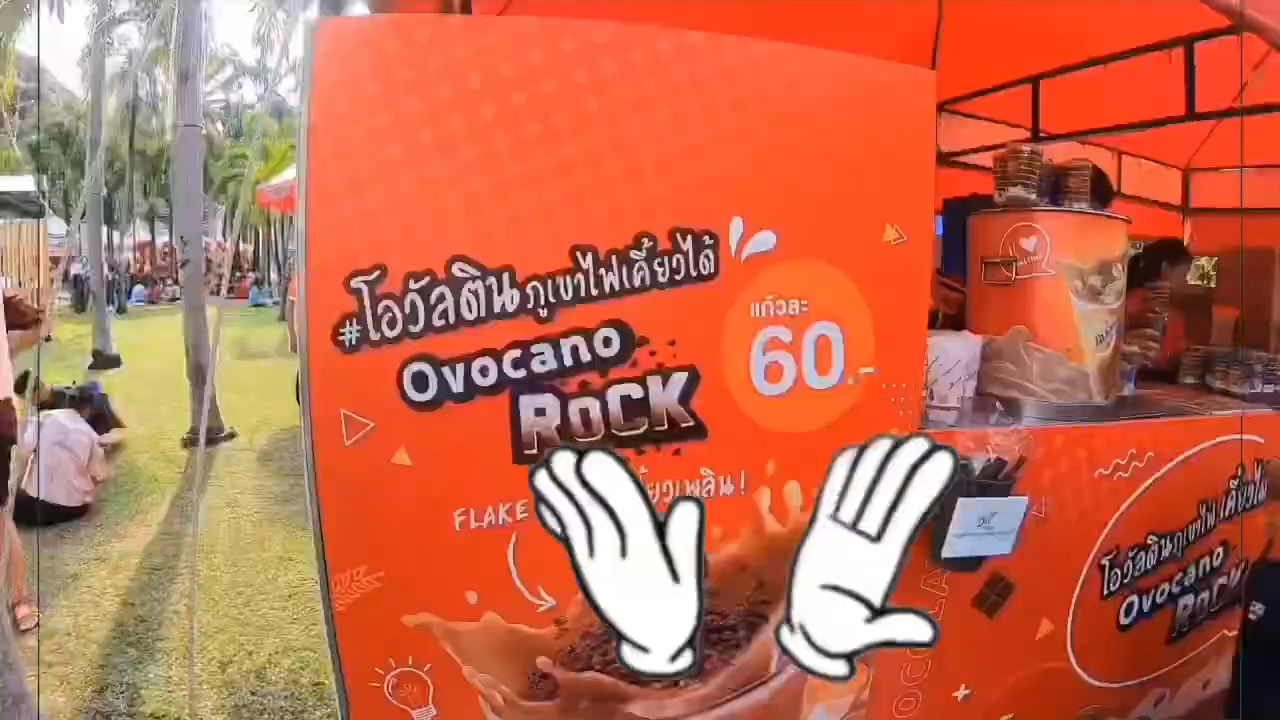 #โอวัลตินภูเขาไฟเคี้ยวได้
Ovocano
ROCK
แก้วละ
60.-
FLAKE
โอวัลตินภูเขาไฟ เคี้ยวได้
Ovocano
ROCK